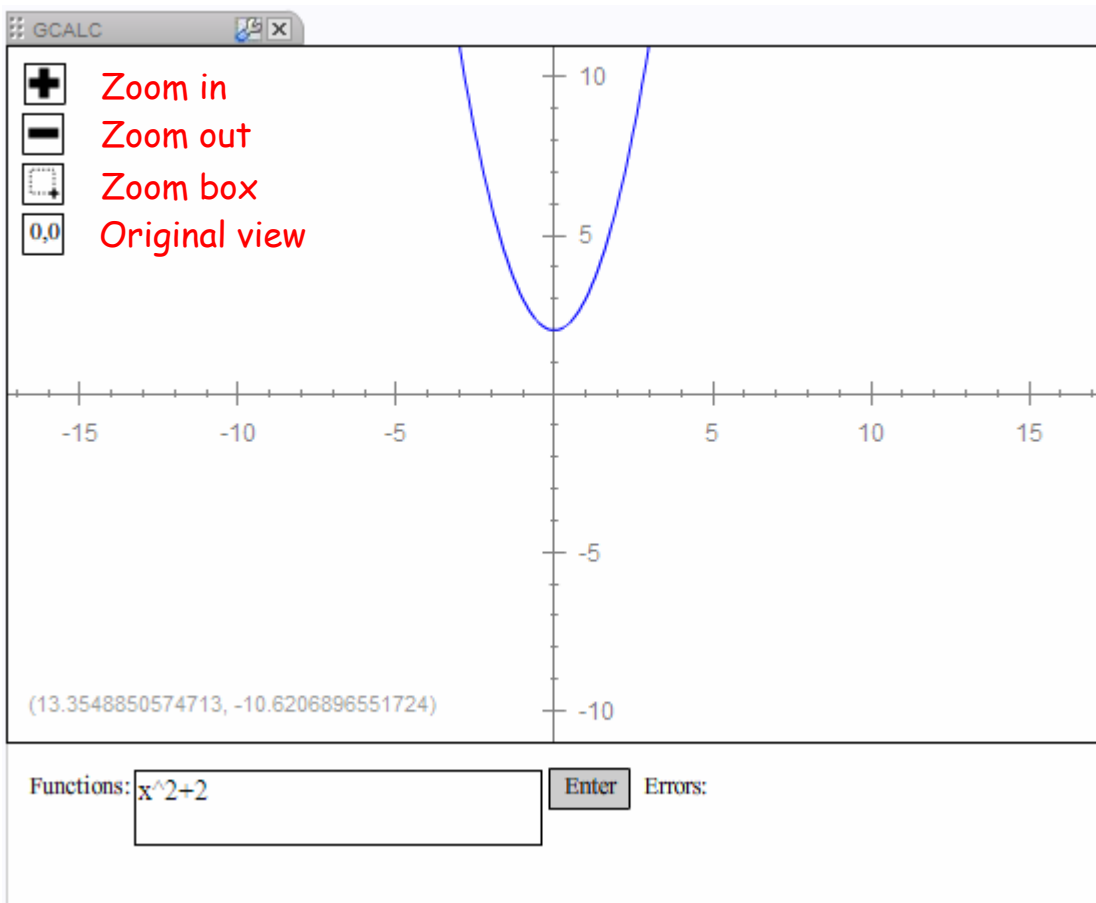 GCALC
Zoom in
Zoom out
Zoom box
0,0 Original view
10
5
-15 -10 -5 5 10 15
-5
-10
(13.3548850574713, -10.6206896551724)
Functions: x^2+2 Enter Errors: